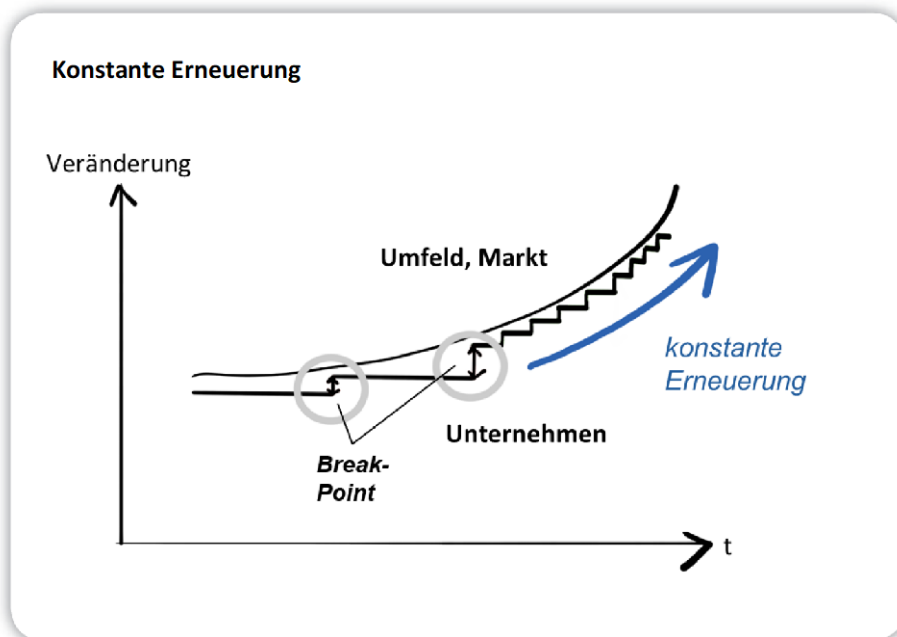 Konstante Erneuerung
Veränderung
Umfeld, Markt
konstante
Erneuerung
Unternehmen
Break-
Point
t